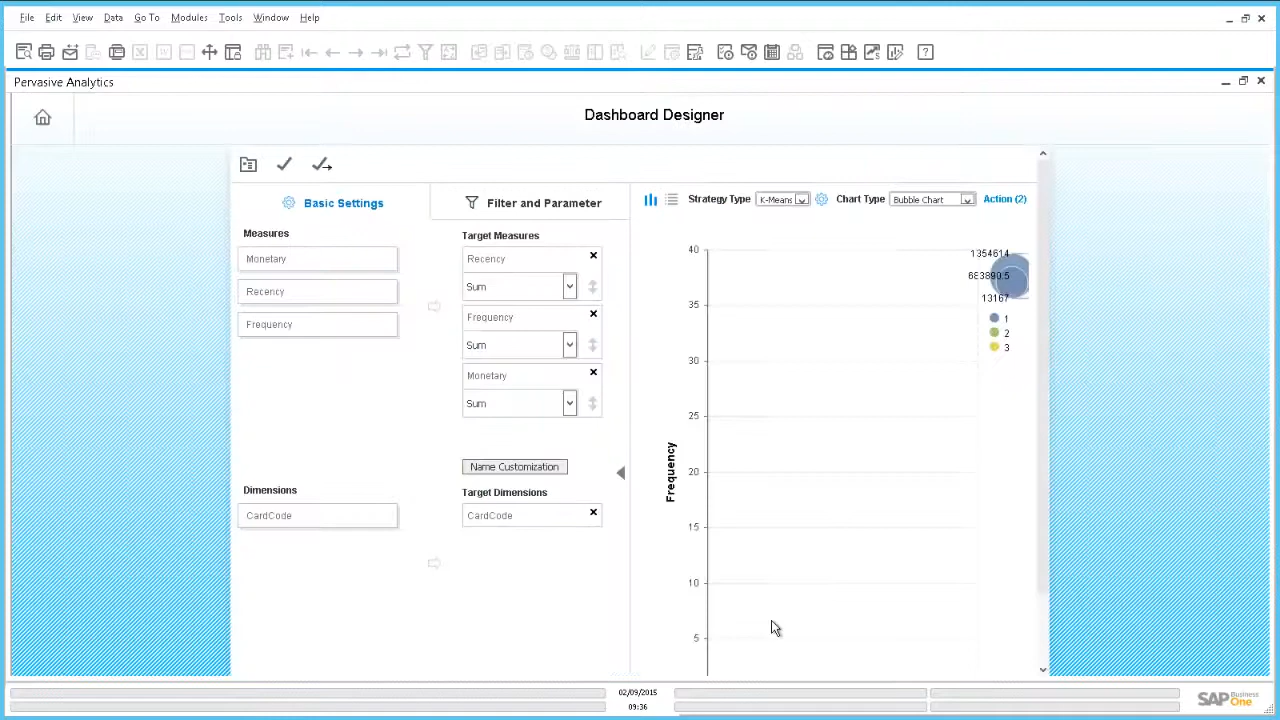 File Edit View Data Go To Modules Tools Window Help
Pervasive Analytics
Dashboard Designer
Basic Settings
Filter and Parameter
Measures
Monetary
Recency
Frequency
Dimensions
CardCode
Target Measures
Recency
Sum
Frequency
Sum
Monetary
Sum
Name Customization
Target Dimensions
CardCode
Strategy Type K-Means Chart Type Bubble Chart Action (2)
40
35
30
25
20
15
10
5
Frequency
1354614
683890.5
13167
1
2
3
02/09/2015
09:36
SAP Business One